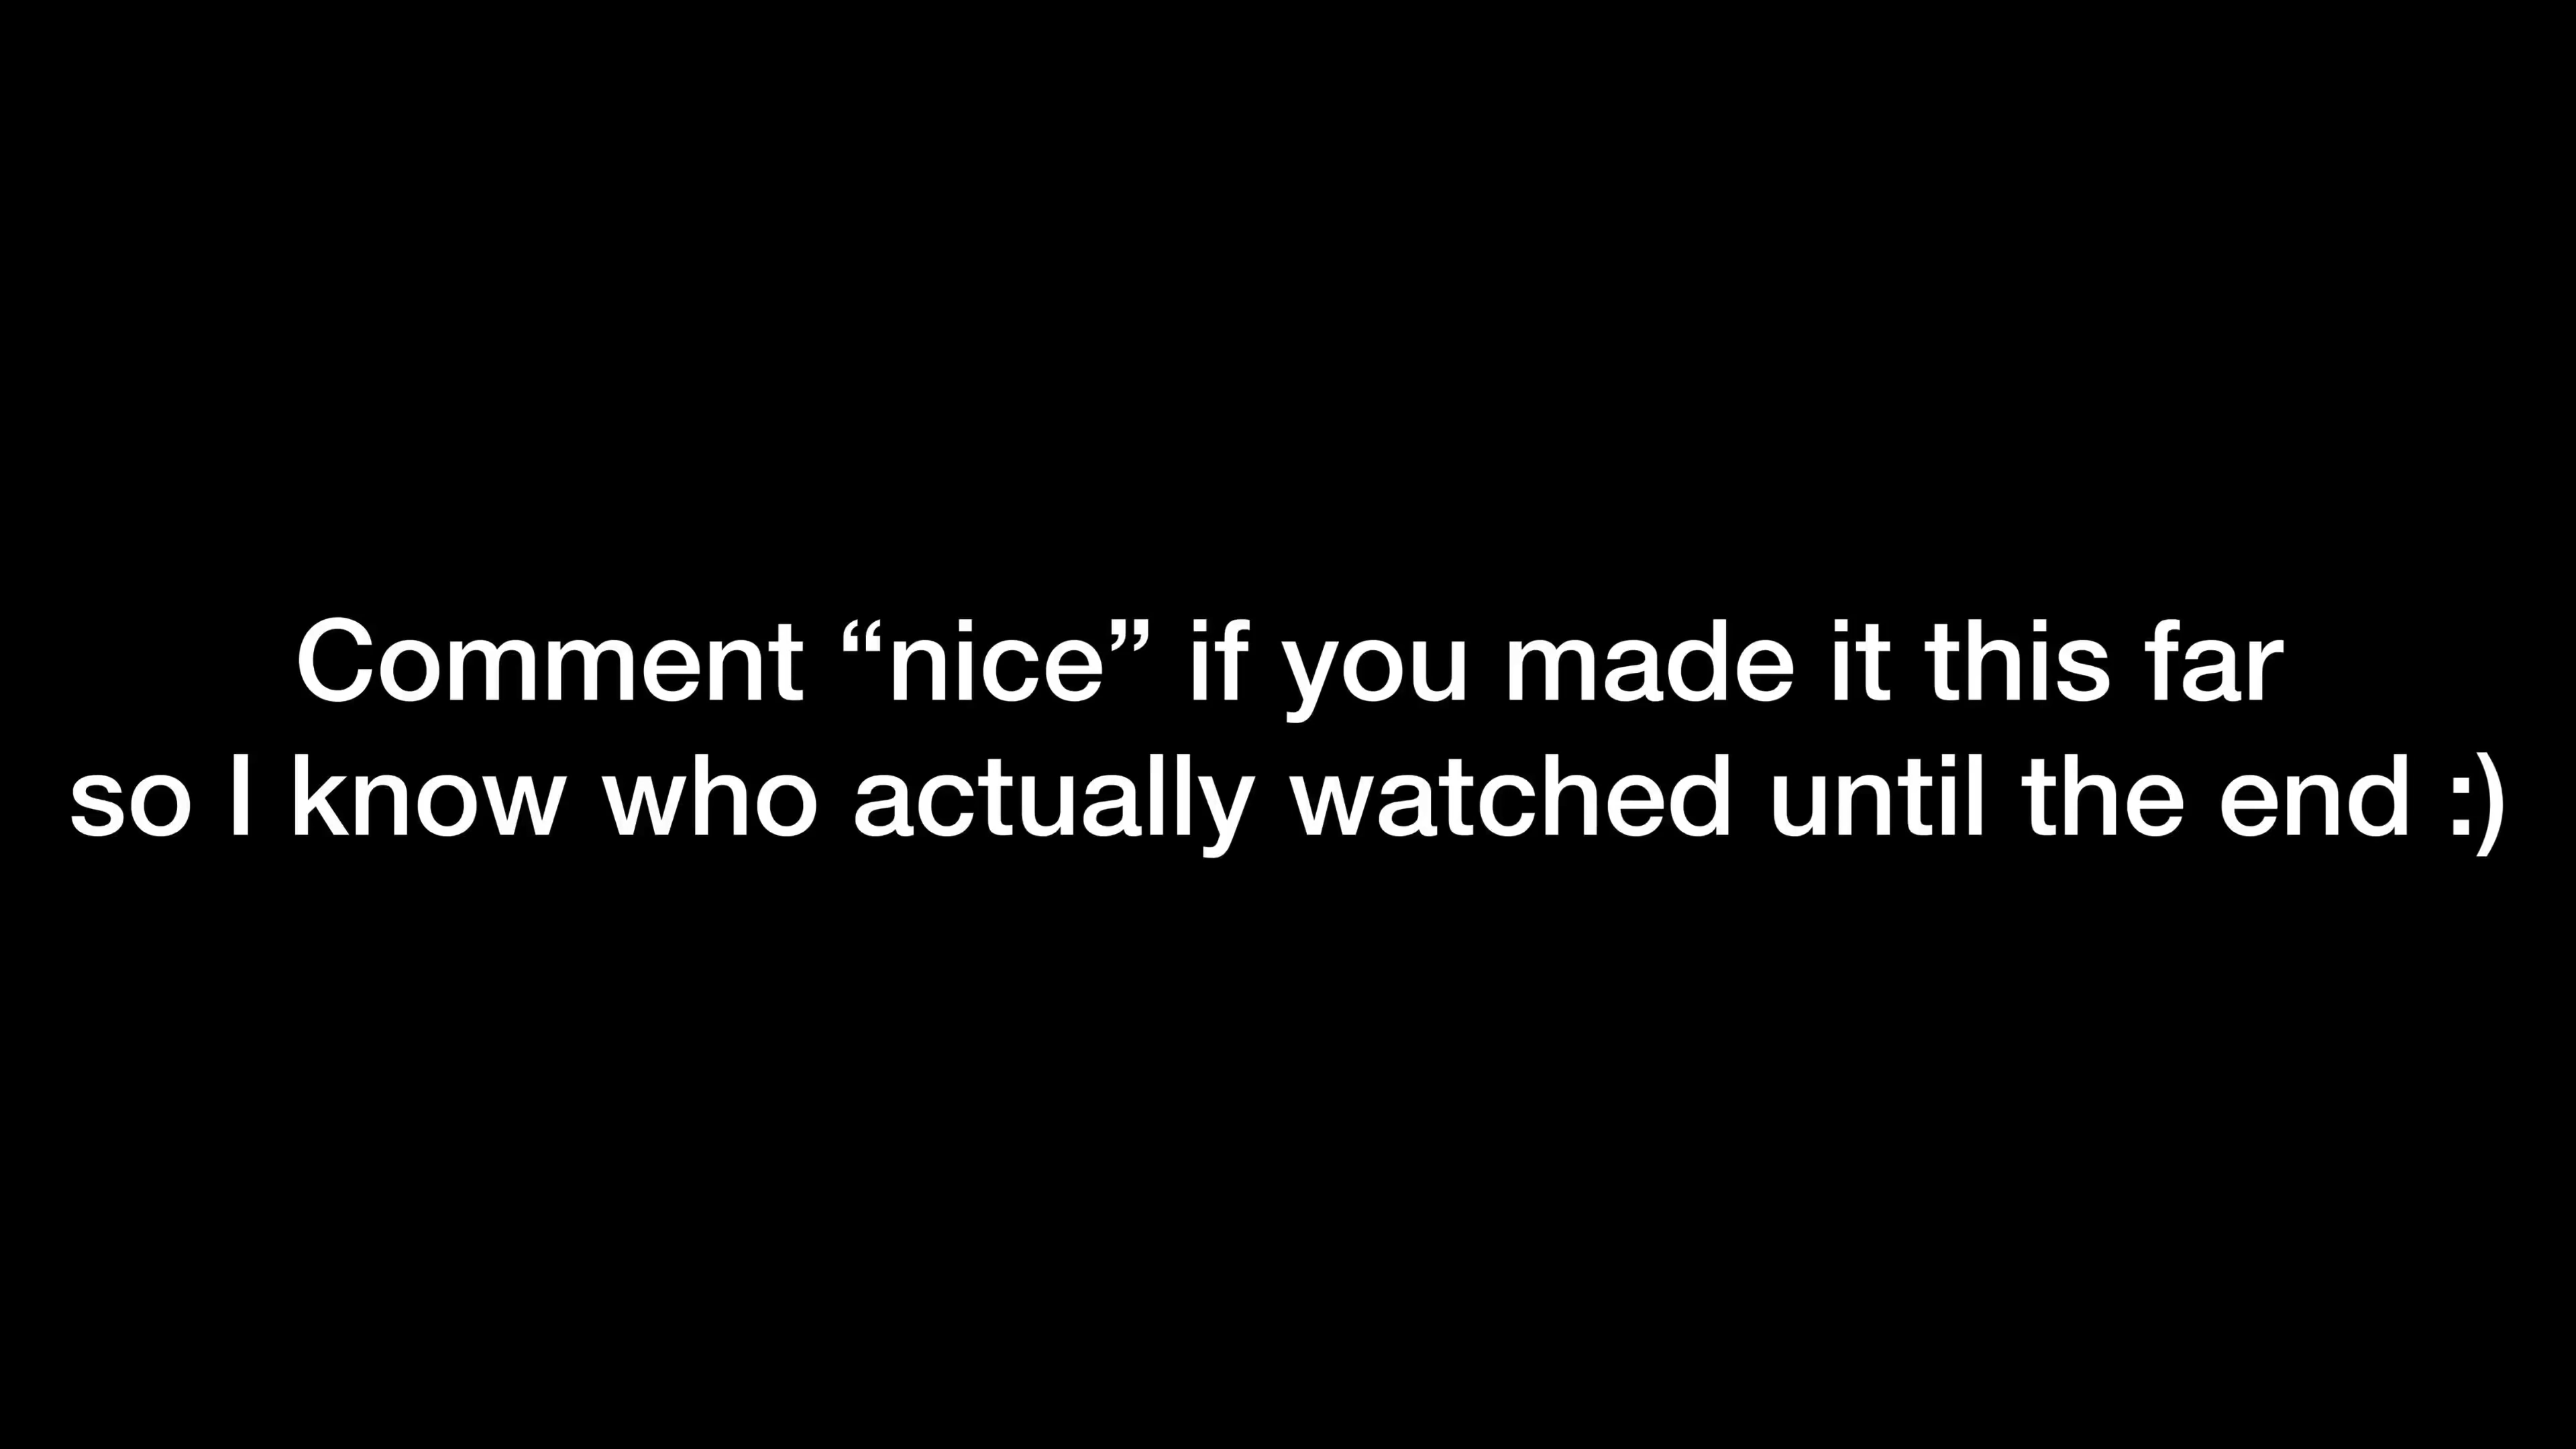 Comment “nice” if you made it this far
so I know who actually watched until the end :)